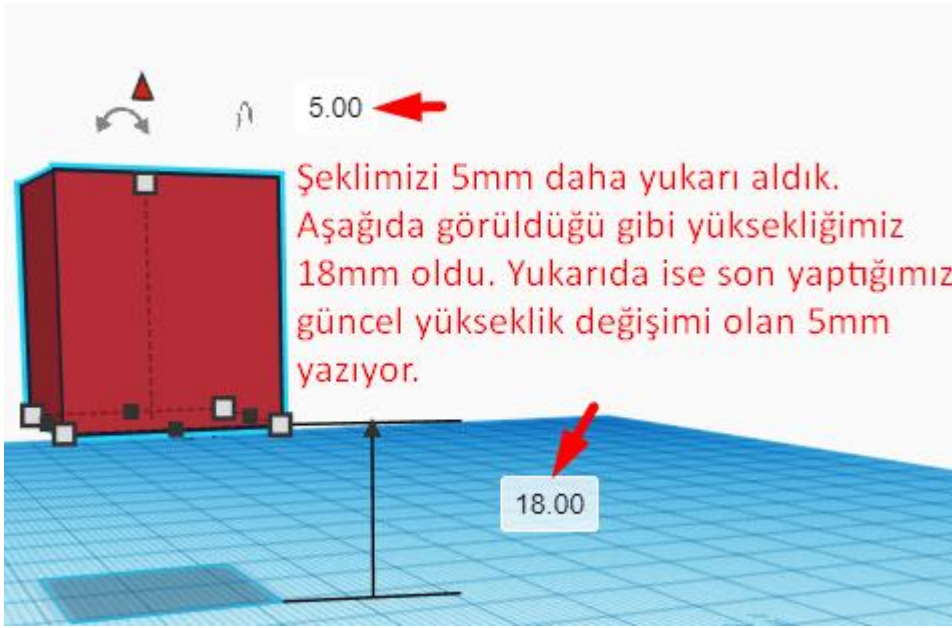 5.00
Şeklimizi 5mm daha yukarı aldık.
Aşağıda görüldüğü gibi yüksekliğimiz
18mm oldu. Yukarıda ise son yaptığımız
güncel yükseklik değişimi olan 5mm
yazıyor.
18.00